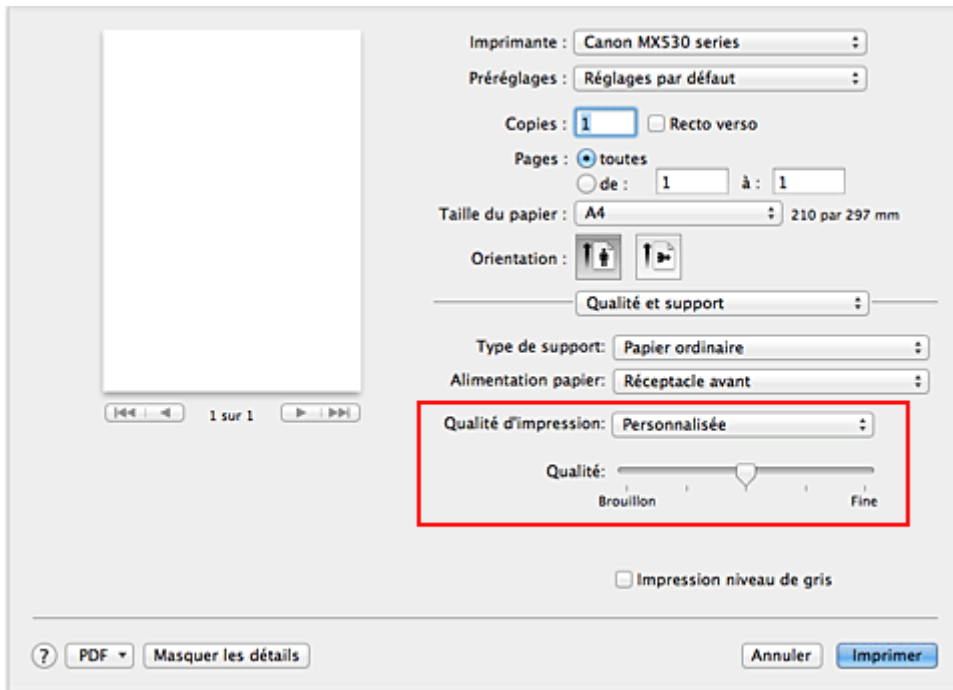 Imprimante : Canon MX530 series
Préréglages : Réglages par défaut
Copies : 1 Recto verso
Pages : toutes
de : 1 à : 1
Taille du papier : A4 210 par 297 mm
Orientation :
Qualité et support
Type de support: Papier ordinaire
Alimentation papier: Réceptacle avant
1 sur 1
Qualité d'impression: Personnalisée
Qualité:
Brouillon Fine
Impression niveau de gris
? PDF Masquer les détails Annuler Imprimer